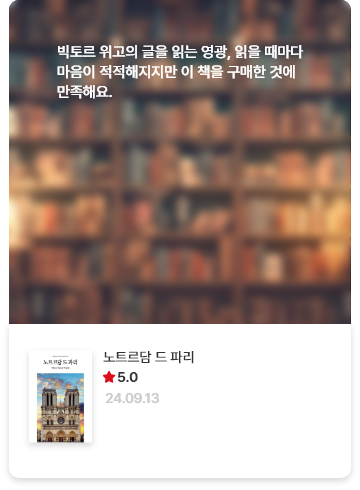 빅토르 위고의 글을 읽는 영광, 읽을 때마다
마음이 적적해지지만 이 책을 구매한 것에
만족해요.
노트르담 드 파리
노트르담 드 파리
5.0
24.09.13